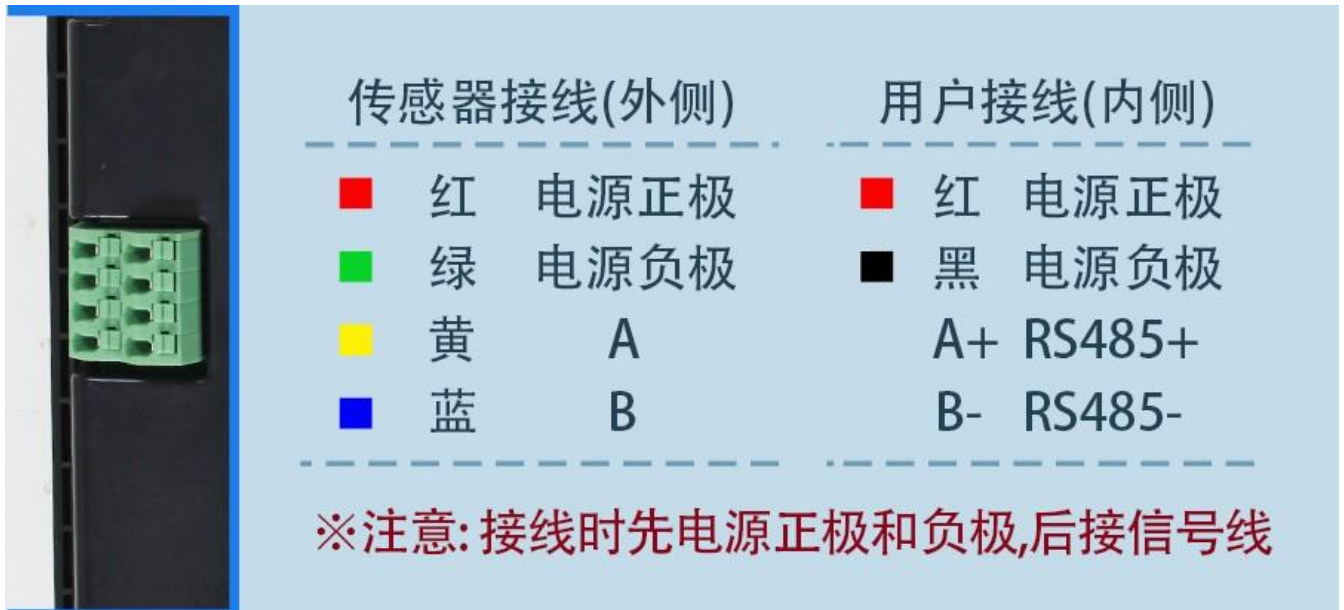 传感器接线(外侧)
红 电源正极
绿 电源负极
黄 A
蓝 B
用户接线(内侧)
红 电源正极
黑 电源负极
A+ RS485+
B- RS485-
※注意:接线时先电源正极和负极,后接信号线